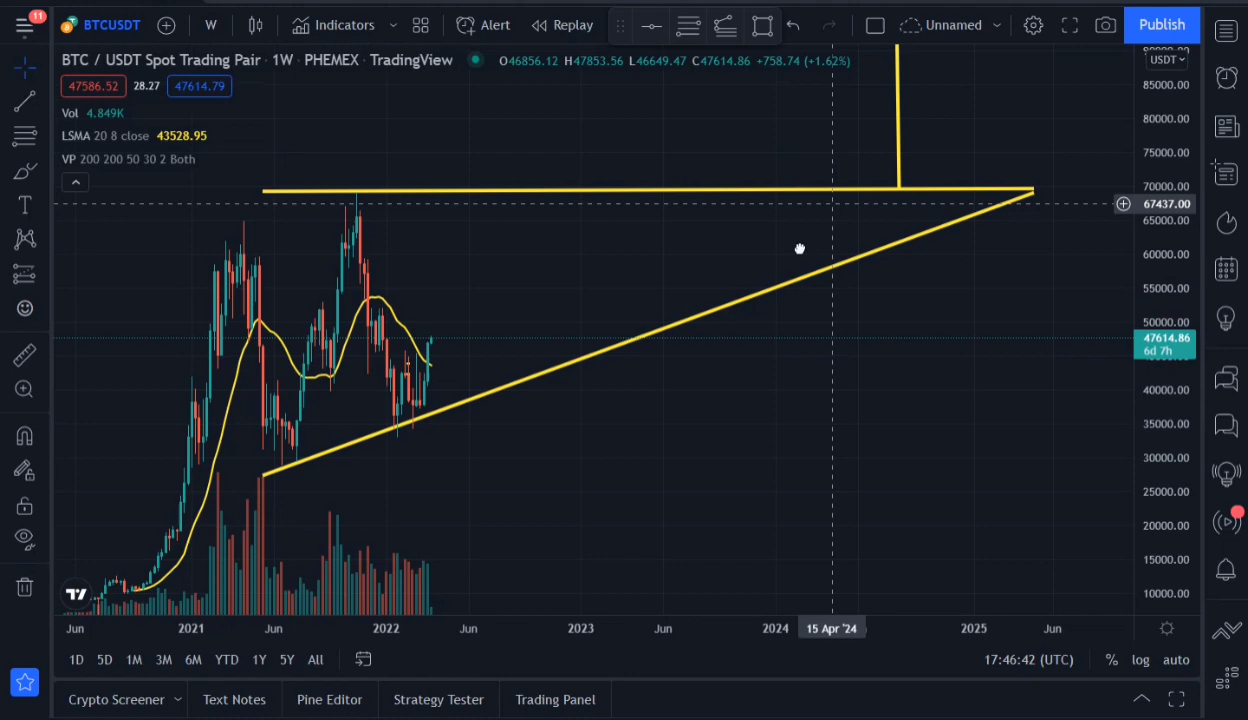 11
BTCUSDT
W
Indicators
Alert
Replay
Unnamed
Publish
BTC / USDT Spot Trading Pair · 1W · PHEMEX · TradingView
O46856.12 H47853.56 L46649.47 C47614.86 +758.74 (+1.62%)
USDT
47586.52 28.27 47614.79
Vol 4.849K
LSMA 20 8 close 43528.95
VP 200 200 50 30 2 Both
85000.00
80000.00
75000.00
70000.00
67437.00
65000.00
60000.00
55000.00
50000.00
47614.86
6d 7h
40000.00
35000.00
30000.00
25000.00
20000.00
15000.00
10000.00
Jun 2021 Jun 2022 Jun 2023 Jun 2024 15 Apr '24 2025 Jun
1D 5D 1M 3M 6M YTD 1Y 5Y All
17:46:42 (UTC) % log auto
Crypto Screener Text Notes Pine Editor Strategy Tester Trading Panel